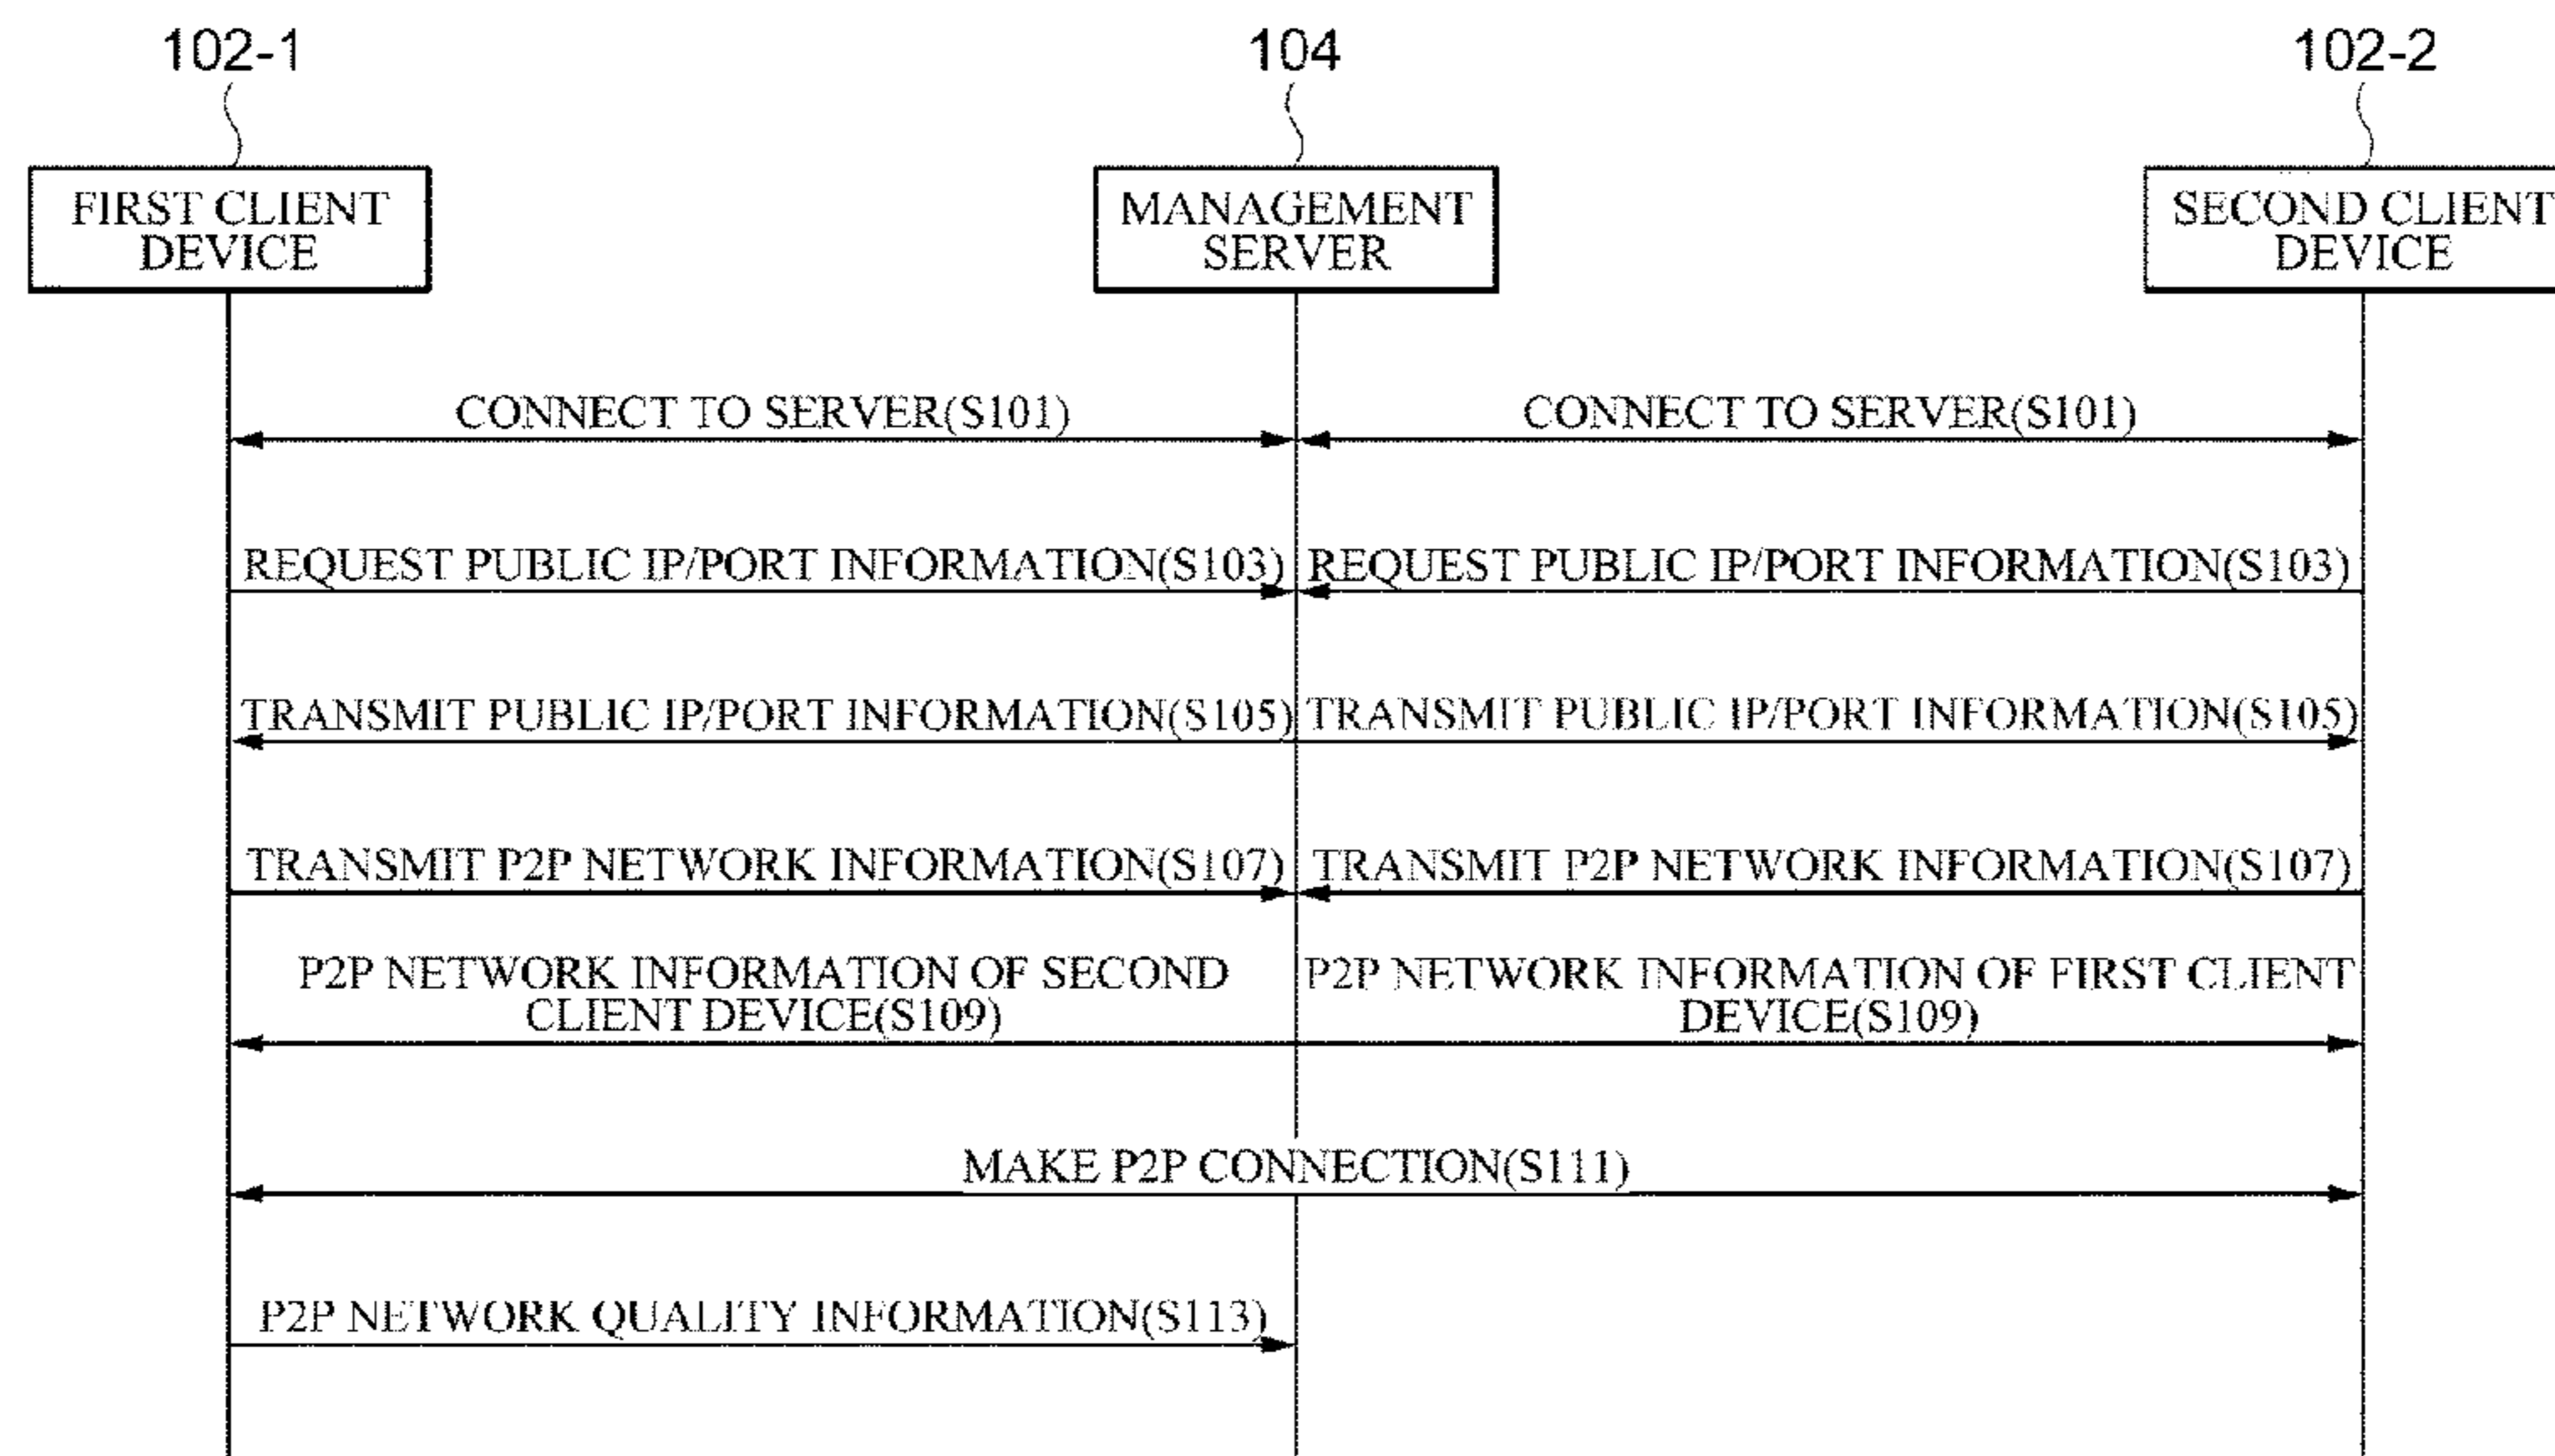 102-1
104
102-2
FIRST CLIENT
DEVICE
MANAGEMENT
SERVER
SECOND CLIENT
DEVICE
CONNECT TO SERVER(S101)
CONNECT TO SERVER(S101)
REQUEST PUBLIC IP/PORT INFORMATION(S103)
REQUEST PUBLIC IP/PORT INFORMATION(S103)
TRANSMIT PUBLIC IP/PORT INFORMATION(S105)
TRANSMIT PUBLIC IP/PORT INFORMATION(S105)
TRANSMIT P2P NETWORK INFORMATION(S107)
TRANSMIT P2P NETWORK INFORMATION(S107)
P2P NETWORK INFORMATION OF SECOND
CLIENT DEVICE(S109)
P2P NETWORK INFORMATION OF FIRST CLIENT
DEVICE(S109)
MAKE P2P CONNECTION(S111)
P2P NETWORK QUALITY INFORMATION(S113)